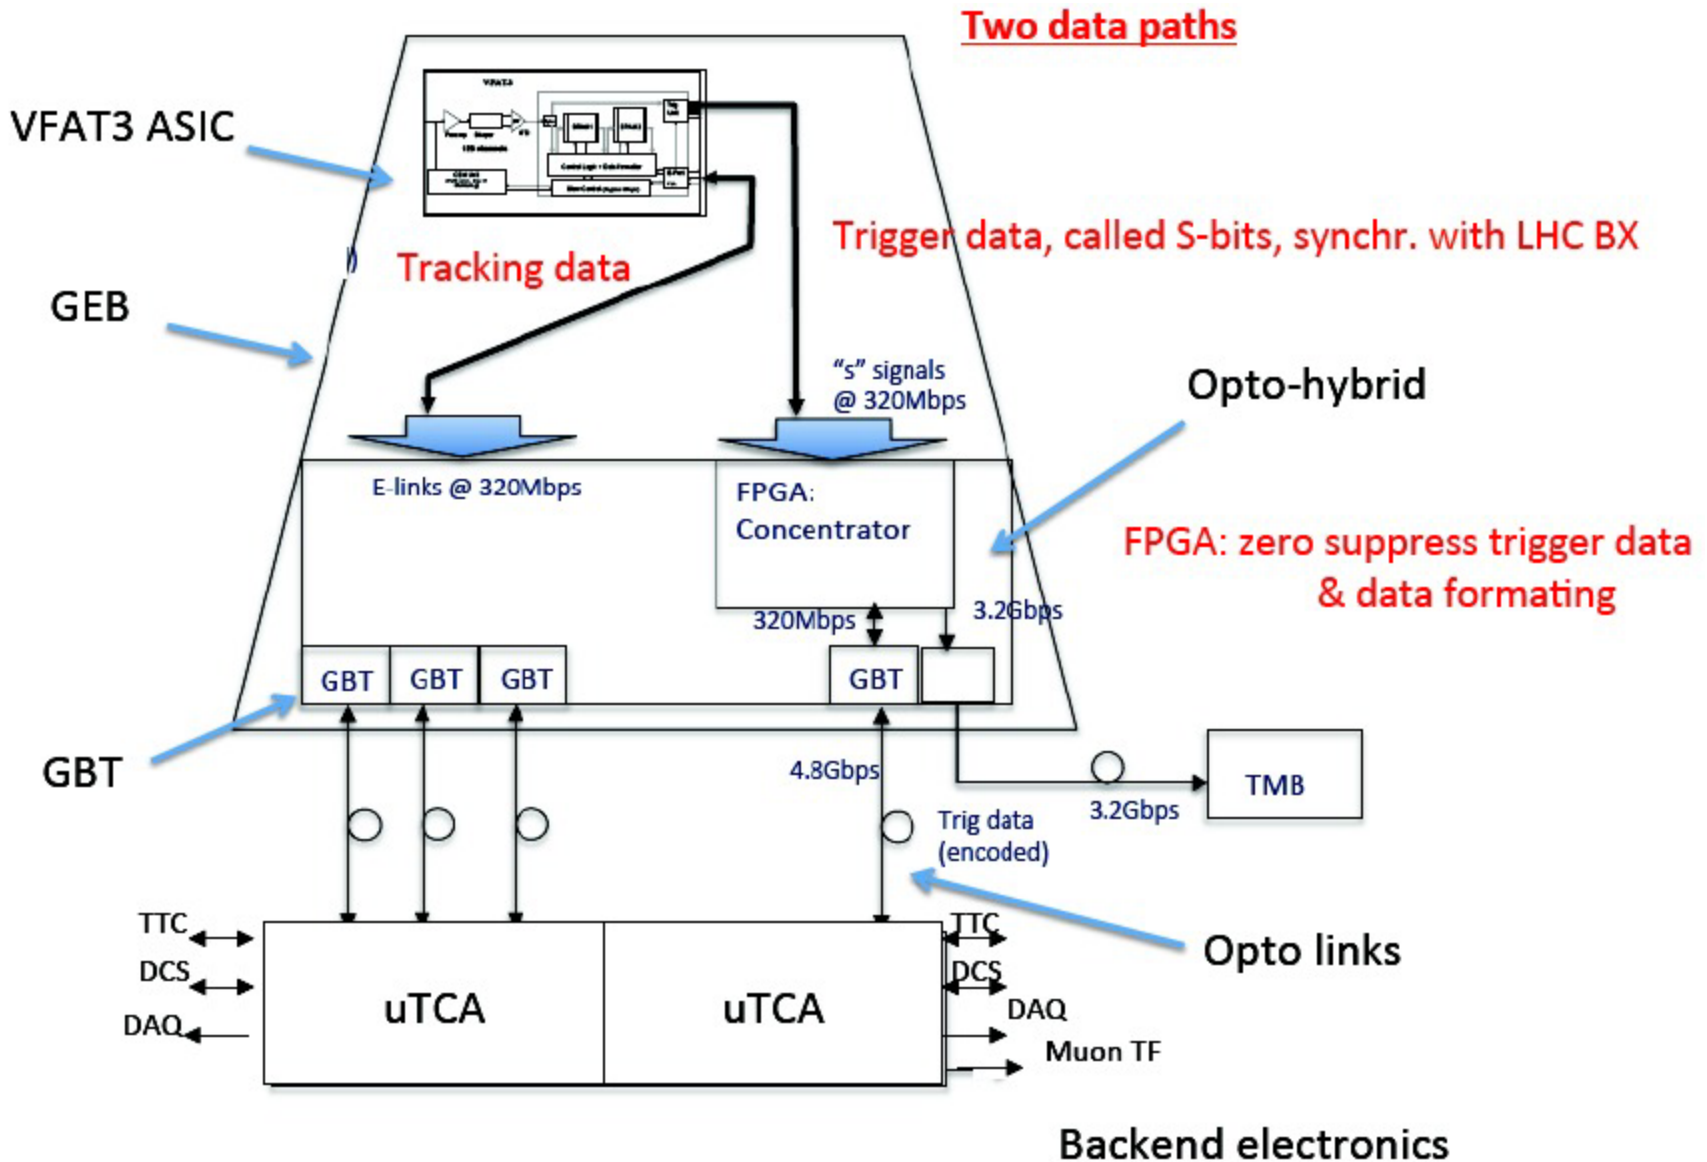 Two data paths
VFAT3
VFAT3 ASIC
Trigger data, called S-bits, synchr. with LHC BX
Tracking data
GEB
“s” signals
@ 320Mbps
Opto-hybrid
E-links @ 320Mbps
FPGA:
Concentrator
FPGA: zero suppress trigger data
& data formating
320Mbps
3.2Gbps
GBT
GBT
GBT
GBT
GBT
4.8Gbps
TMB
3.2Gbps
Trig data
(encoded)
TTC
TTC
DCS
DCS
Opto links
uTCA
uTCA
DAQ
DAQ
Muon TF
Backend electronics